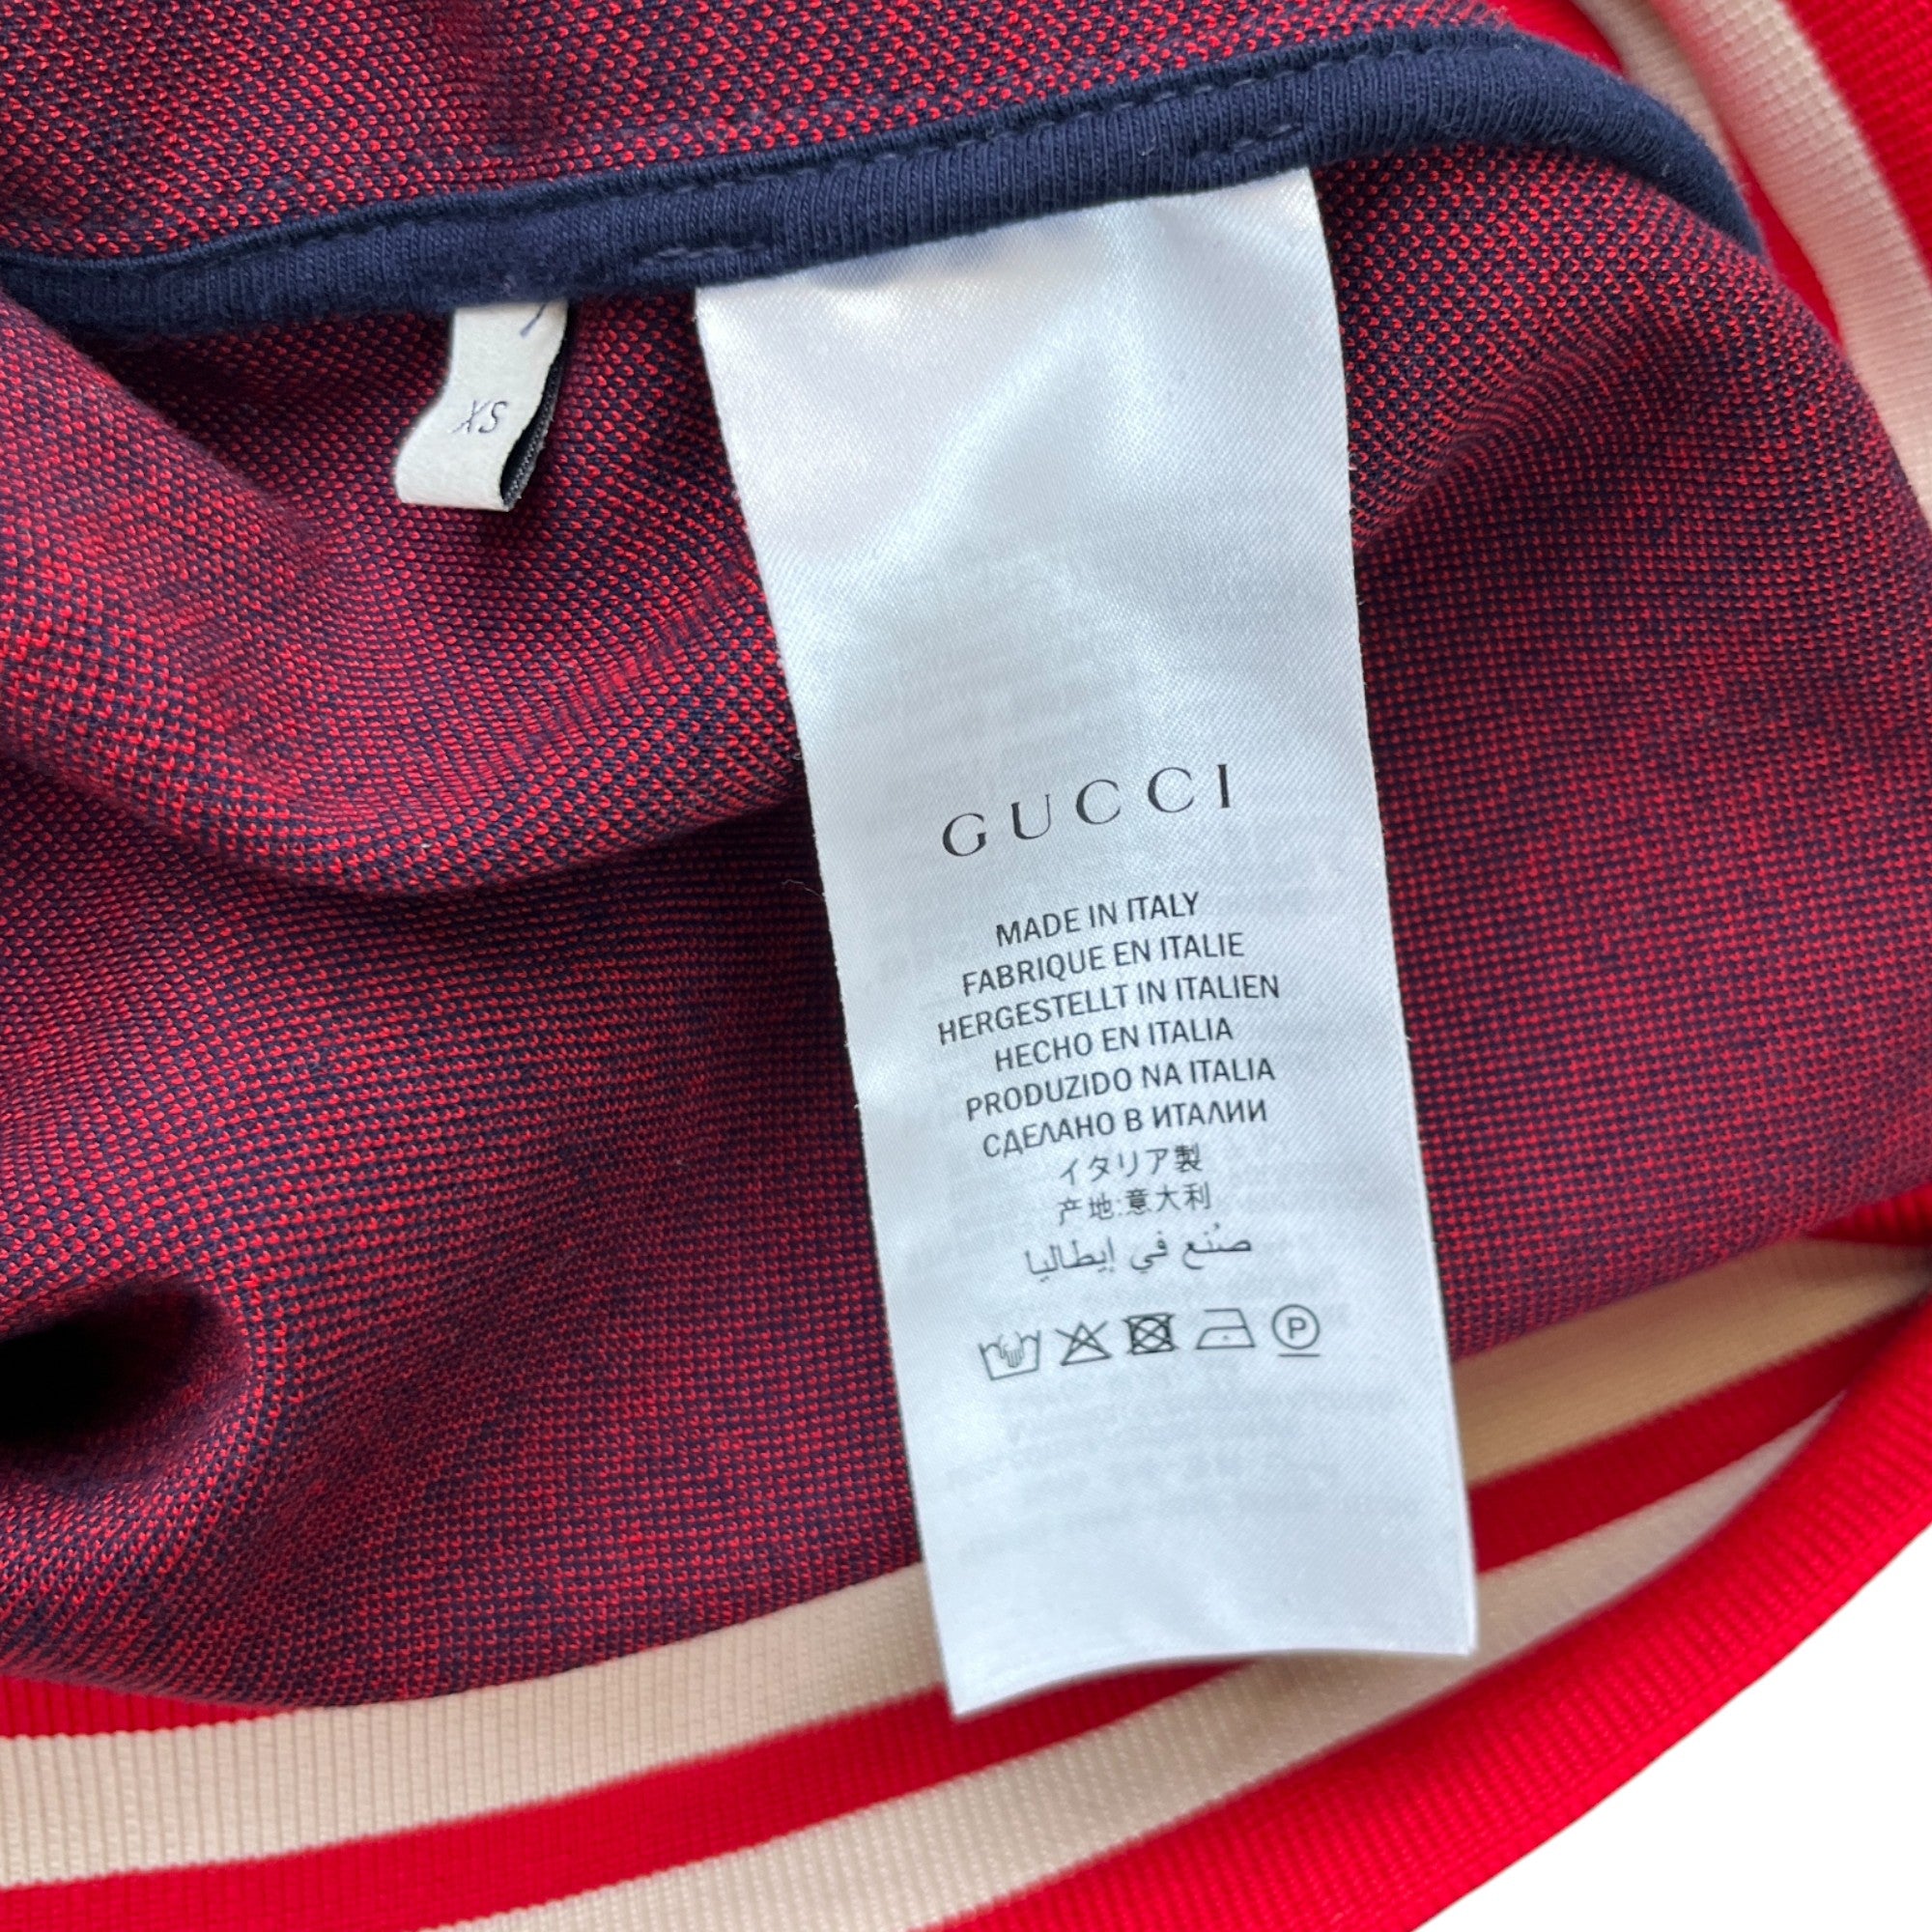 XS
GUCCI
MADE IN ITALY
FABRIQUE EN ITALIE
HERGESTELLT IN ITALIEN
HECHO EN ITALIA
PRODUZIDO NA ITALIA
СДЕЛАНО В ИТАЛИИ
イタリア製
产地:意大利
صُنع في إيطاليا
P